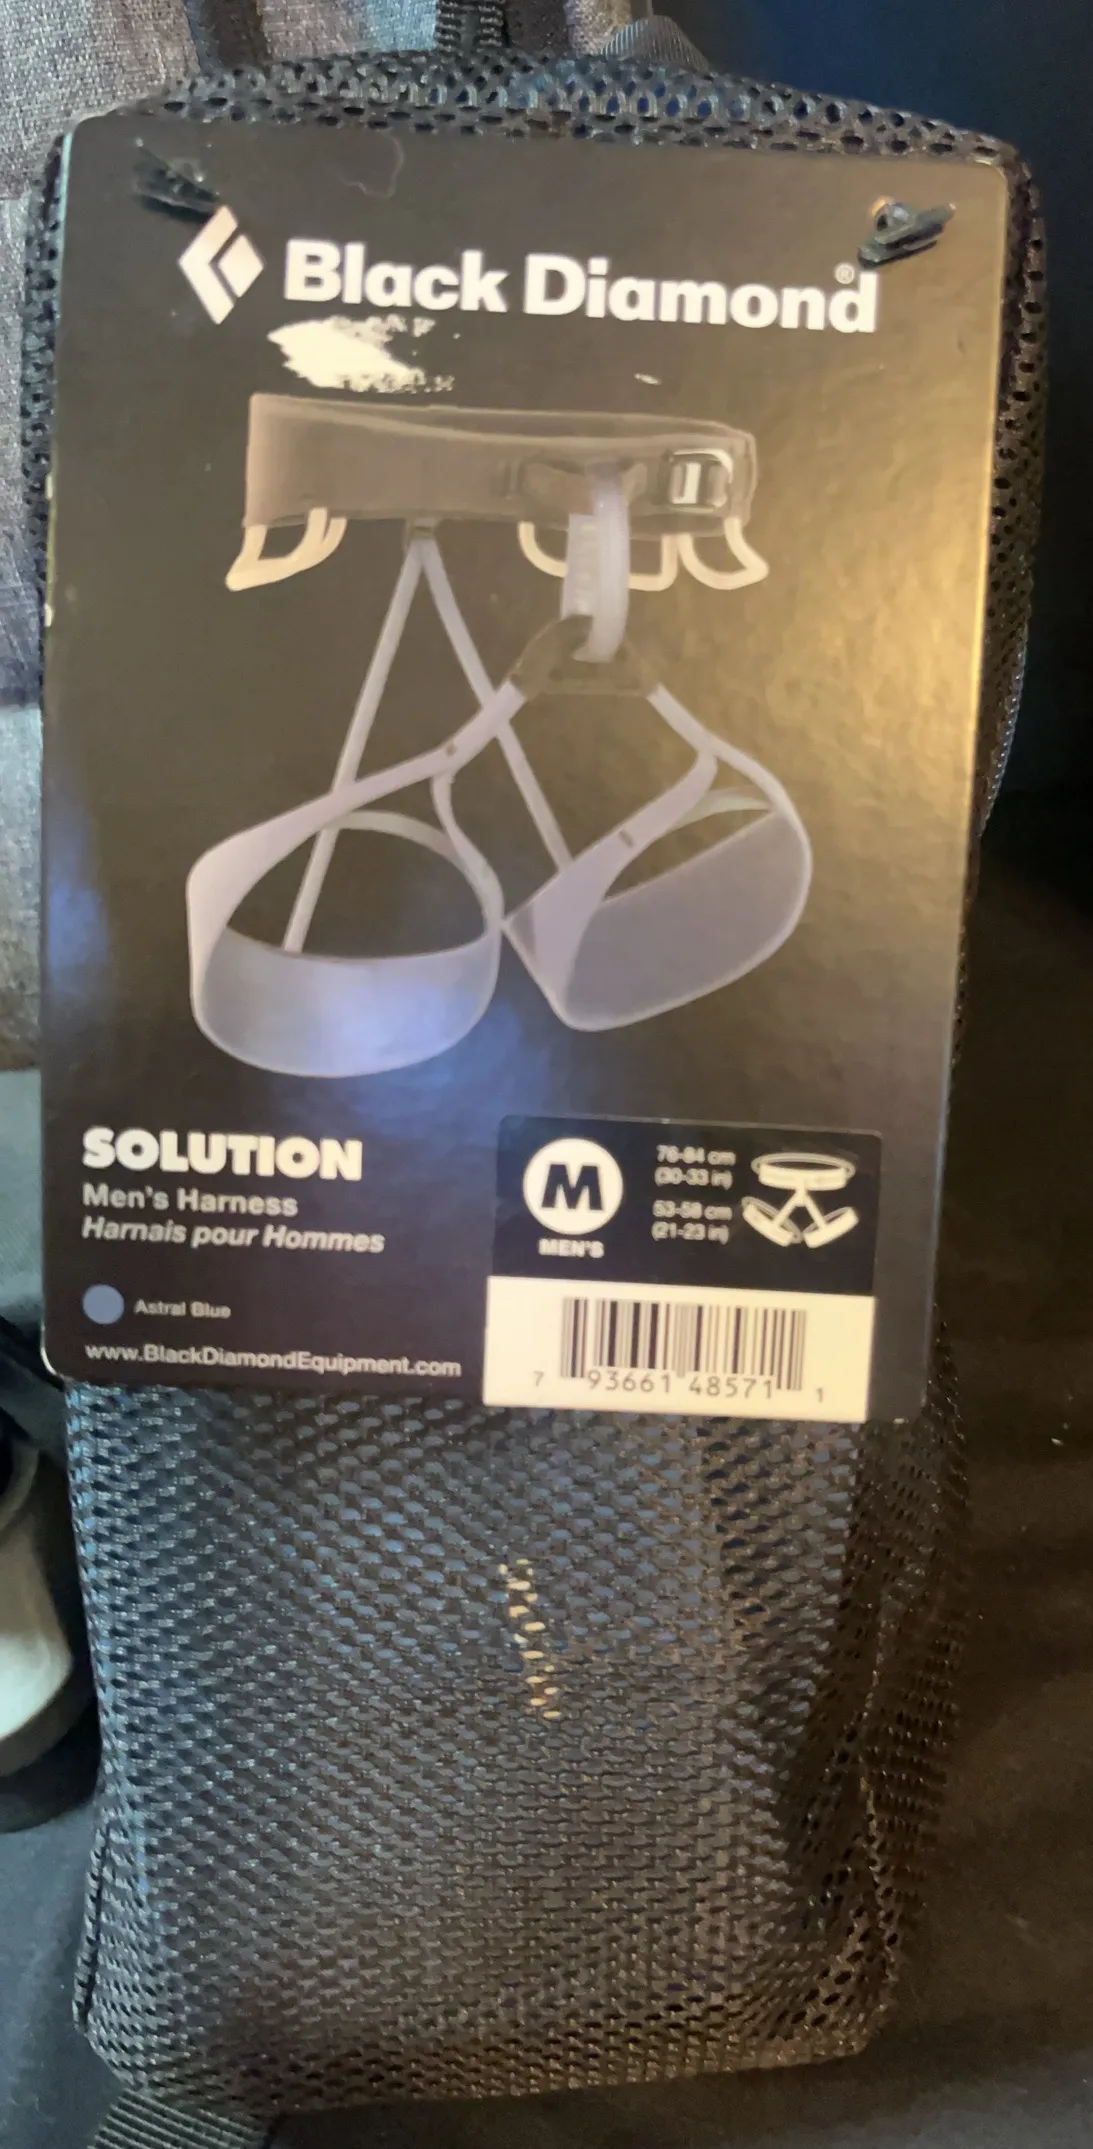 Black Diamond®
SOLUTION
Men's Harness
Harnais pour Hommes
Astral Blue
www.BlackDiamondEquipment.com
M
MEN'S
76-84 cm
(30-33 in)
53-58 cm
(21-23 in)
7 93661 48571 1